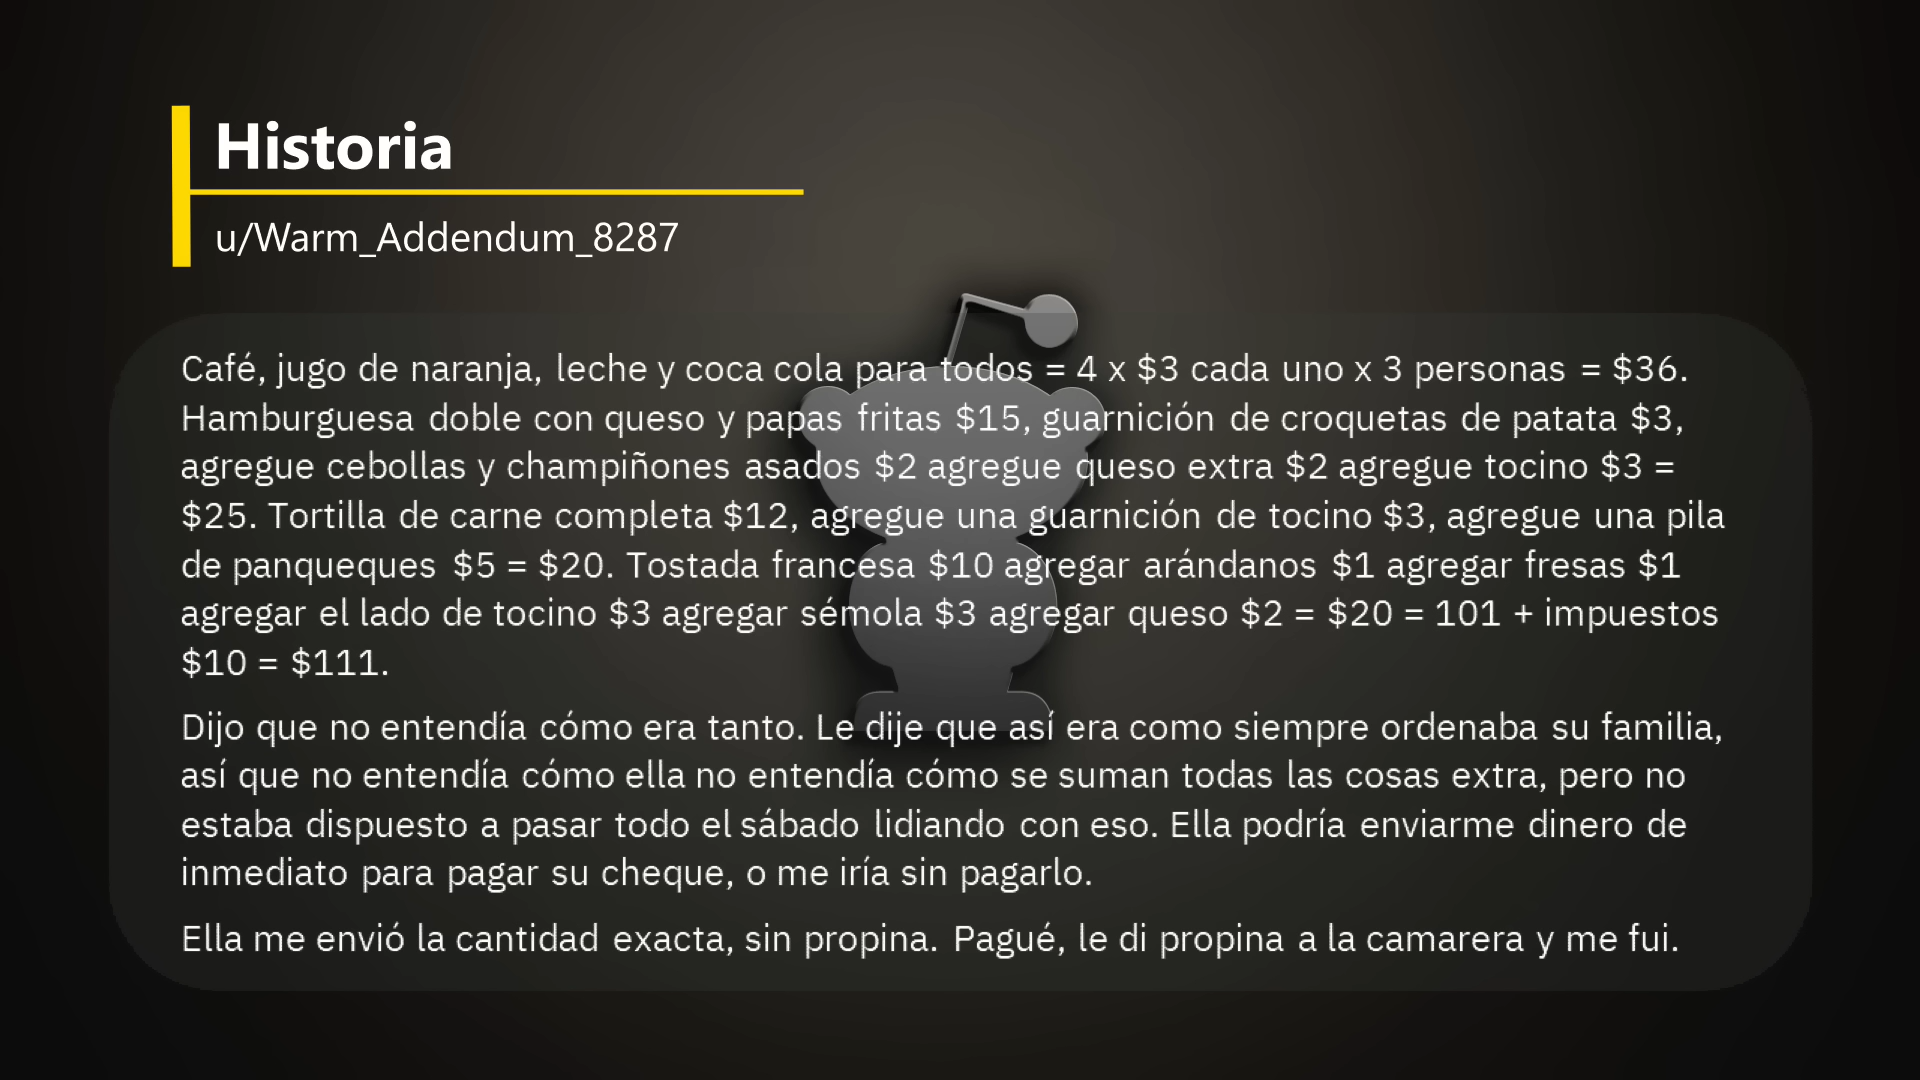 Historia
u/Warm_Addendum_8287
Café, jugo de naranja, leche y coca cola para todos = 4 x $3 cada uno x 3 personas = $36.
Hamburguesa doble con queso y papas fritas $15, guarnición de croquetas de patata $3,
agregue cebollas y champiñones asados $2 agregue queso extra $2 agregue tocino $3 =
$25. Tortilla de carne completa $12, agregue una guarnición de tocino $3, agregue una pila
de panqueques $5 = $20. Tostada francesa $10 agregar arándanos $1 agregar fresas $1
agregar el lado de tocino $3 agregar sémola $3 agregar queso $2 = $20 = 101 + impuestos
$10 = $111.
Dijo que no entendía cómo era tanto. Le dije que así era como siempre ordenaba su familia,
así que no entendía cómo ella no entendía cómo se suman todas las cosas extra, pero no
estaba dispuesto a pasar todo el sábado lidiando con eso. Ella podría enviarme dinero de
inmediato para pagar su cheque, o me iría sin pagarlo.
Ella me envió la cantidad exacta, sin propina. Pagué, le di propina a la camarera y me fui.